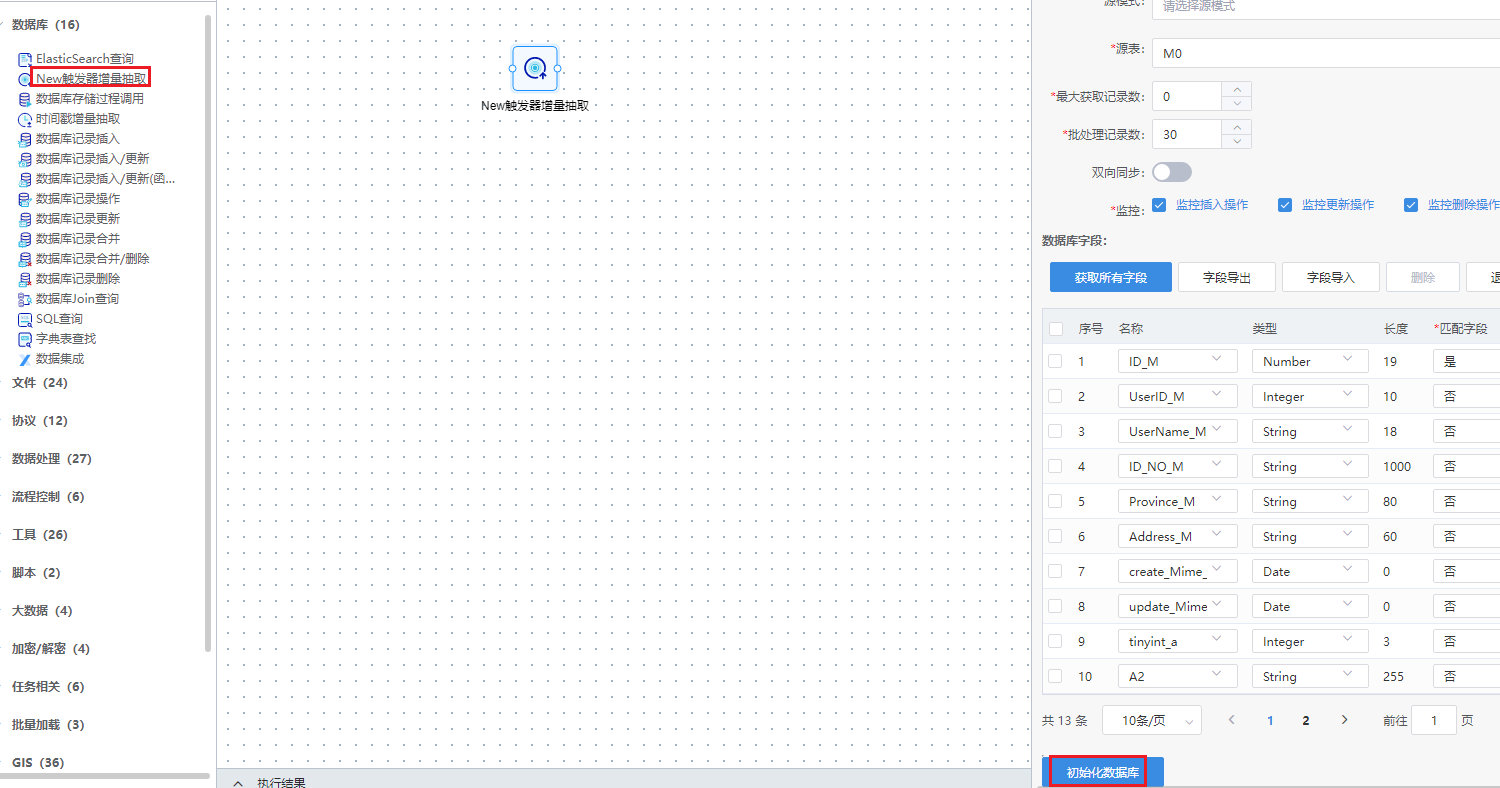 数据库 (16)
ElasticSearch查询
New触发器增量抽取
数据库存储过程调用
时间戳增量抽取
数据库记录插入
数据库记录插入/更新
数据库记录插入/更新(函...
数据库记录操作
数据库记录更新
数据库记录合并
数据库记录合并/删除
数据库记录删除
数据库Join查询
SQL查询
字典表查找
数据集成
文件 (24)
协议 (12)
数据处理 (27)
流程控制 (6)
工具 (26)
脚本 (2)
大数据 (4)
加密/解密 (4)
任务相关 (6)
批量加载 (3)
GIS (36)
New触发器增量抽取
执行结果
源模式: 请选择源模式
*源表: M0
*最大获取记录数: 0
*批处理记录数: 30
双向同步:
*监控: 监控插入操作 监控更新操作 监控删除操作
数据库字段:
获取所有字段 字段导出 字段导入 删除 退
序号 名称 类型 长度 *匹配字段
1 ID_M Number 19 是
2 UserID_M Integer 10 否
3 UserName_M String 18 否
4 ID_NO_M String 1000 否
5 Province_M String 80 否
6 Address_M String 60 否
7 create_Mime_ Date 0 否
8 update_Mime Date 0 否
9 tinyint_a Integer 3 否
10 A2 String 255 否
共 13 条 10条/页 1 2 前往 1 页
初始化数据库